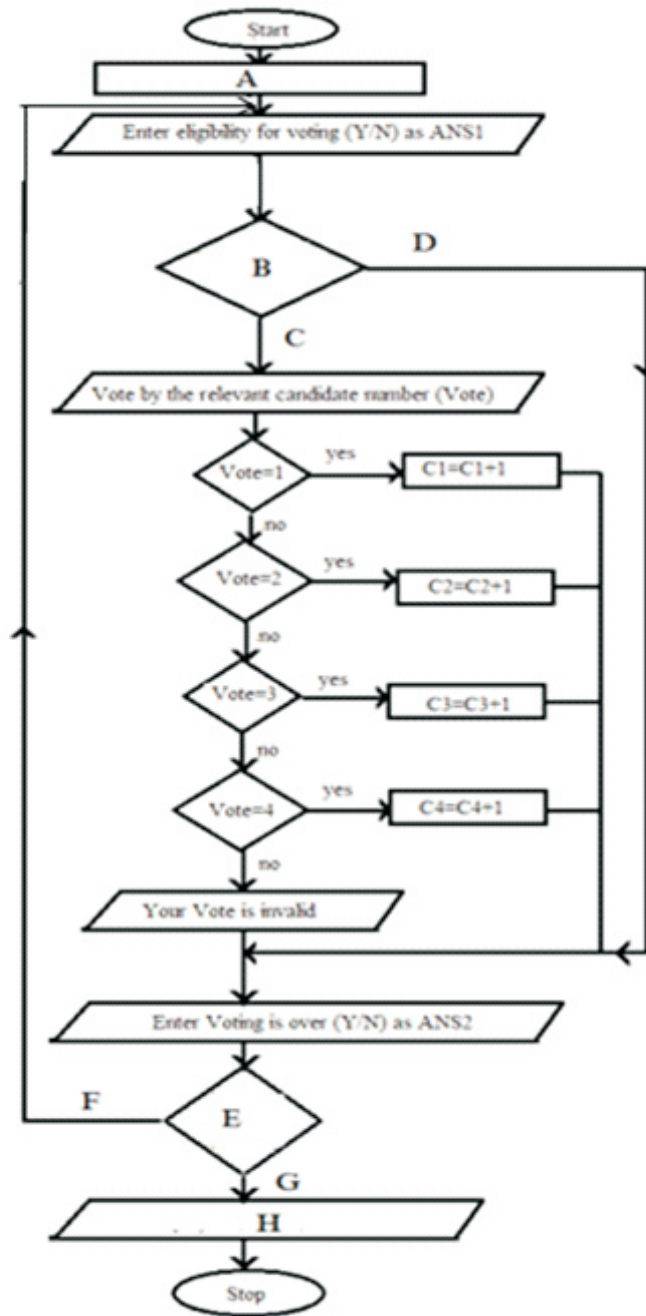 Start
A
Enter eligibility for voting (Y/N) as ANS1
B
D
C
Vote by the relevant candidate number (Vote)
Vote=1
yes
C1=C1+1
no
Vote=2
yes
C2=C2+1
no
Vote=3
yes
C3=C3+1
no
Vote=4
yes
C4=C4+1
no
Your Vote is invalid
Enter Voting is over (Y/N) as ANS2
F
E
G
H
Stop